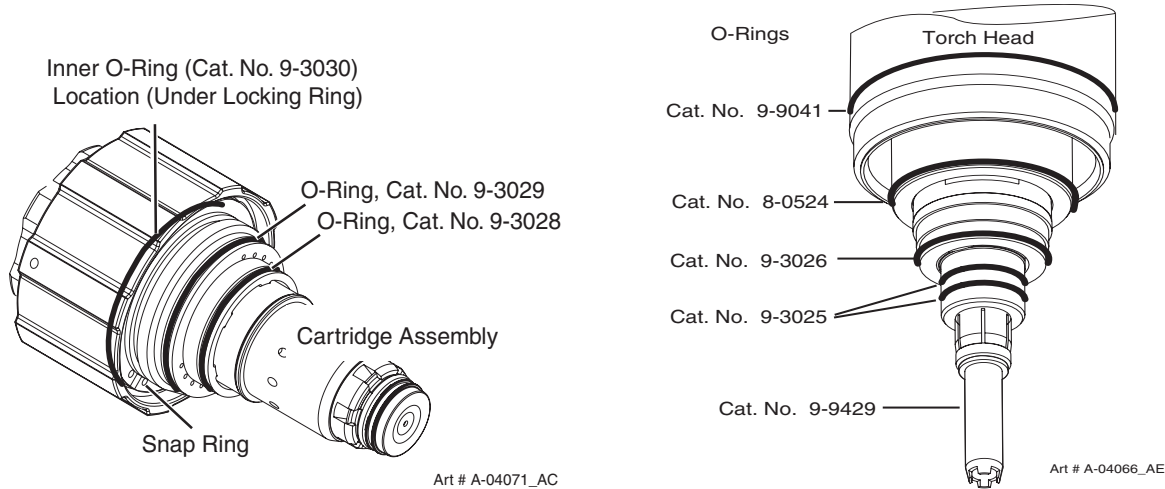 Inner O-Ring (Cat. No. 9-3030)
Location (Under Locking Ring)
O-Ring, Cat. No. 9-3029
O-Ring, Cat. No. 9-3028
Cartridge Assembly
Snap Ring
Art # A-04071_AC
O-Rings
Torch Head
Cat. No. 9-9041
Cat. No. 8-0524
Cat. No. 9-3026
Cat. No. 9-3025
Cat. No. 9-9429
Art # A-04066_AE